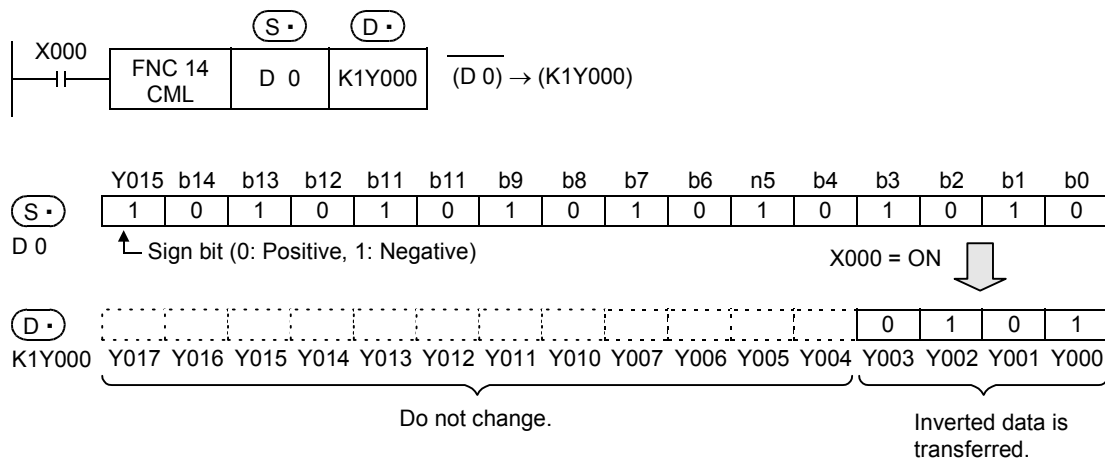 S · D ·
X000
FNC 14
CML
D 0
K1Y000
(D 0) → (K1Y000)
Y015 b14 b13 b12 b11 b11 b9 b8 b7 b6 n5 b4 b3 b2 b1 b0
S · 1 0 1 0 1 0 1 0 1 0 1 0 1 0 1 0
D 0
Sign bit (0: Positive, 1: Negative)
X000 = ON
D · 0 1 0 1
K1Y000 Y017 Y016 Y015 Y014 Y013 Y012 Y011 Y010 Y007 Y006 Y005 Y004 Y003 Y002 Y001 Y000
Do not change.
Inverted data is
transferred.